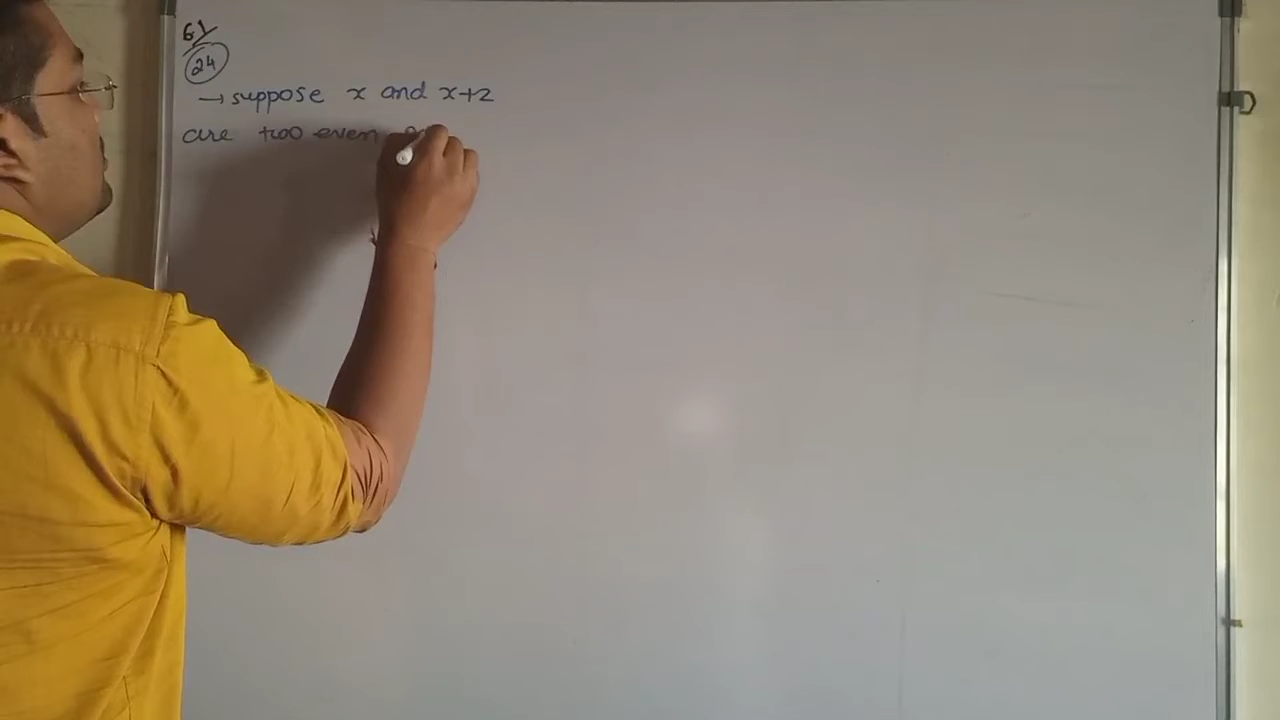 6)
24
→ suppose x and x+2
are two even